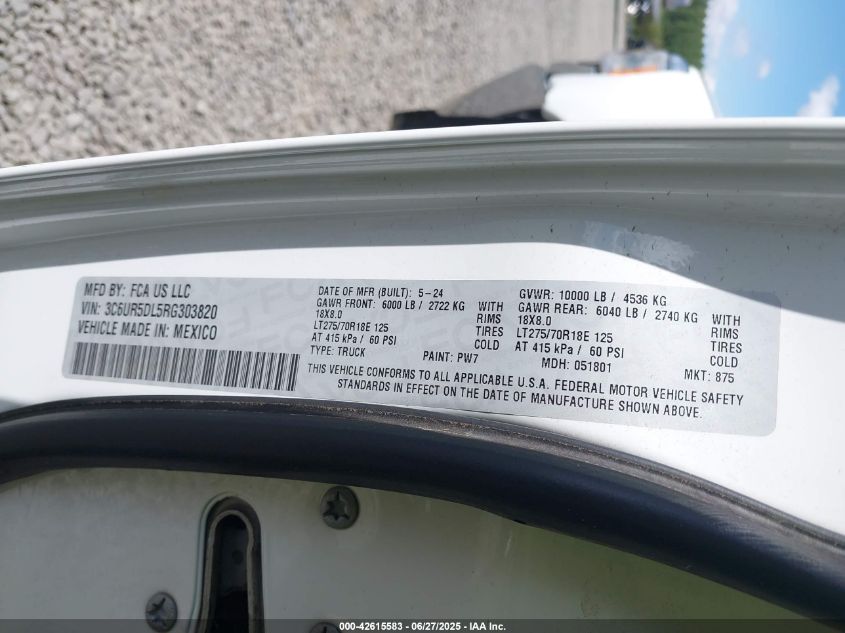 MFD BY: FCA US LLC
VIN: 3C6UR5DL5RG303820
VEHICLE MADE IN: MEXICO
DATE OF MFR (BUILT): 5-24
GAWR FRONT: 6000 LB / 2722 KG WITH
18X8.0 RIMS
LT275/70R18E 125 TIRES
AT 415 kPa / 60 PSI COLD
TYPE: TRUCK PAINT: PW7
GVWR: 10000 LB / 4536 KG
GAWR REAR: 6040 LB / 2740 KG WITH
18X8.0 RIMS
LT275/70R18E 125 TIRES
AT 415 kPa / 60 PSI COLD
MDH: 051801 MKT: 875
THIS VEHICLE CONFORMS TO ALL APPLICABLE U.S.A. FEDERAL MOTOR VEHICLE SAFETY
STANDARDS IN EFFECT ON THE DATE OF MANUFACTURE SHOWN ABOVE.
000-42615583 | 06/27/2025 - IAA Inc.